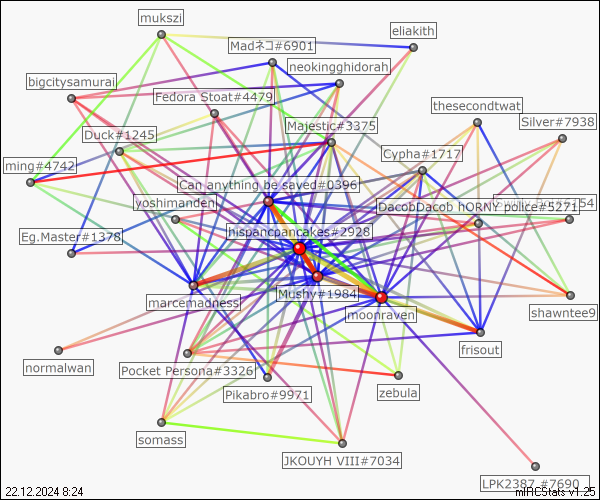 mukszi
eliakith
Madネコ#6901
neokingghidorah
bigcitysamurai
Fedora Stoat#4479
thesecondtwat
Silver#7938
Majestic#3375
Duck#1245
Cypha#1717
ming#4742
Can anything be saved#0396
yoshimanden
DacobDacob hORNY police#5271
54
hispancpancakes#2928
Eg.Master#1378
Mushy#1984
marcemadness
moonraven
shawntee9
frisout
normalwan
Pocket Persona#3326
Pikabro#9971
zebula
somass
JKOUYH VIII#7034
LPK2387 #7690
22.12.2024 8:24
mIRCStats v1.25